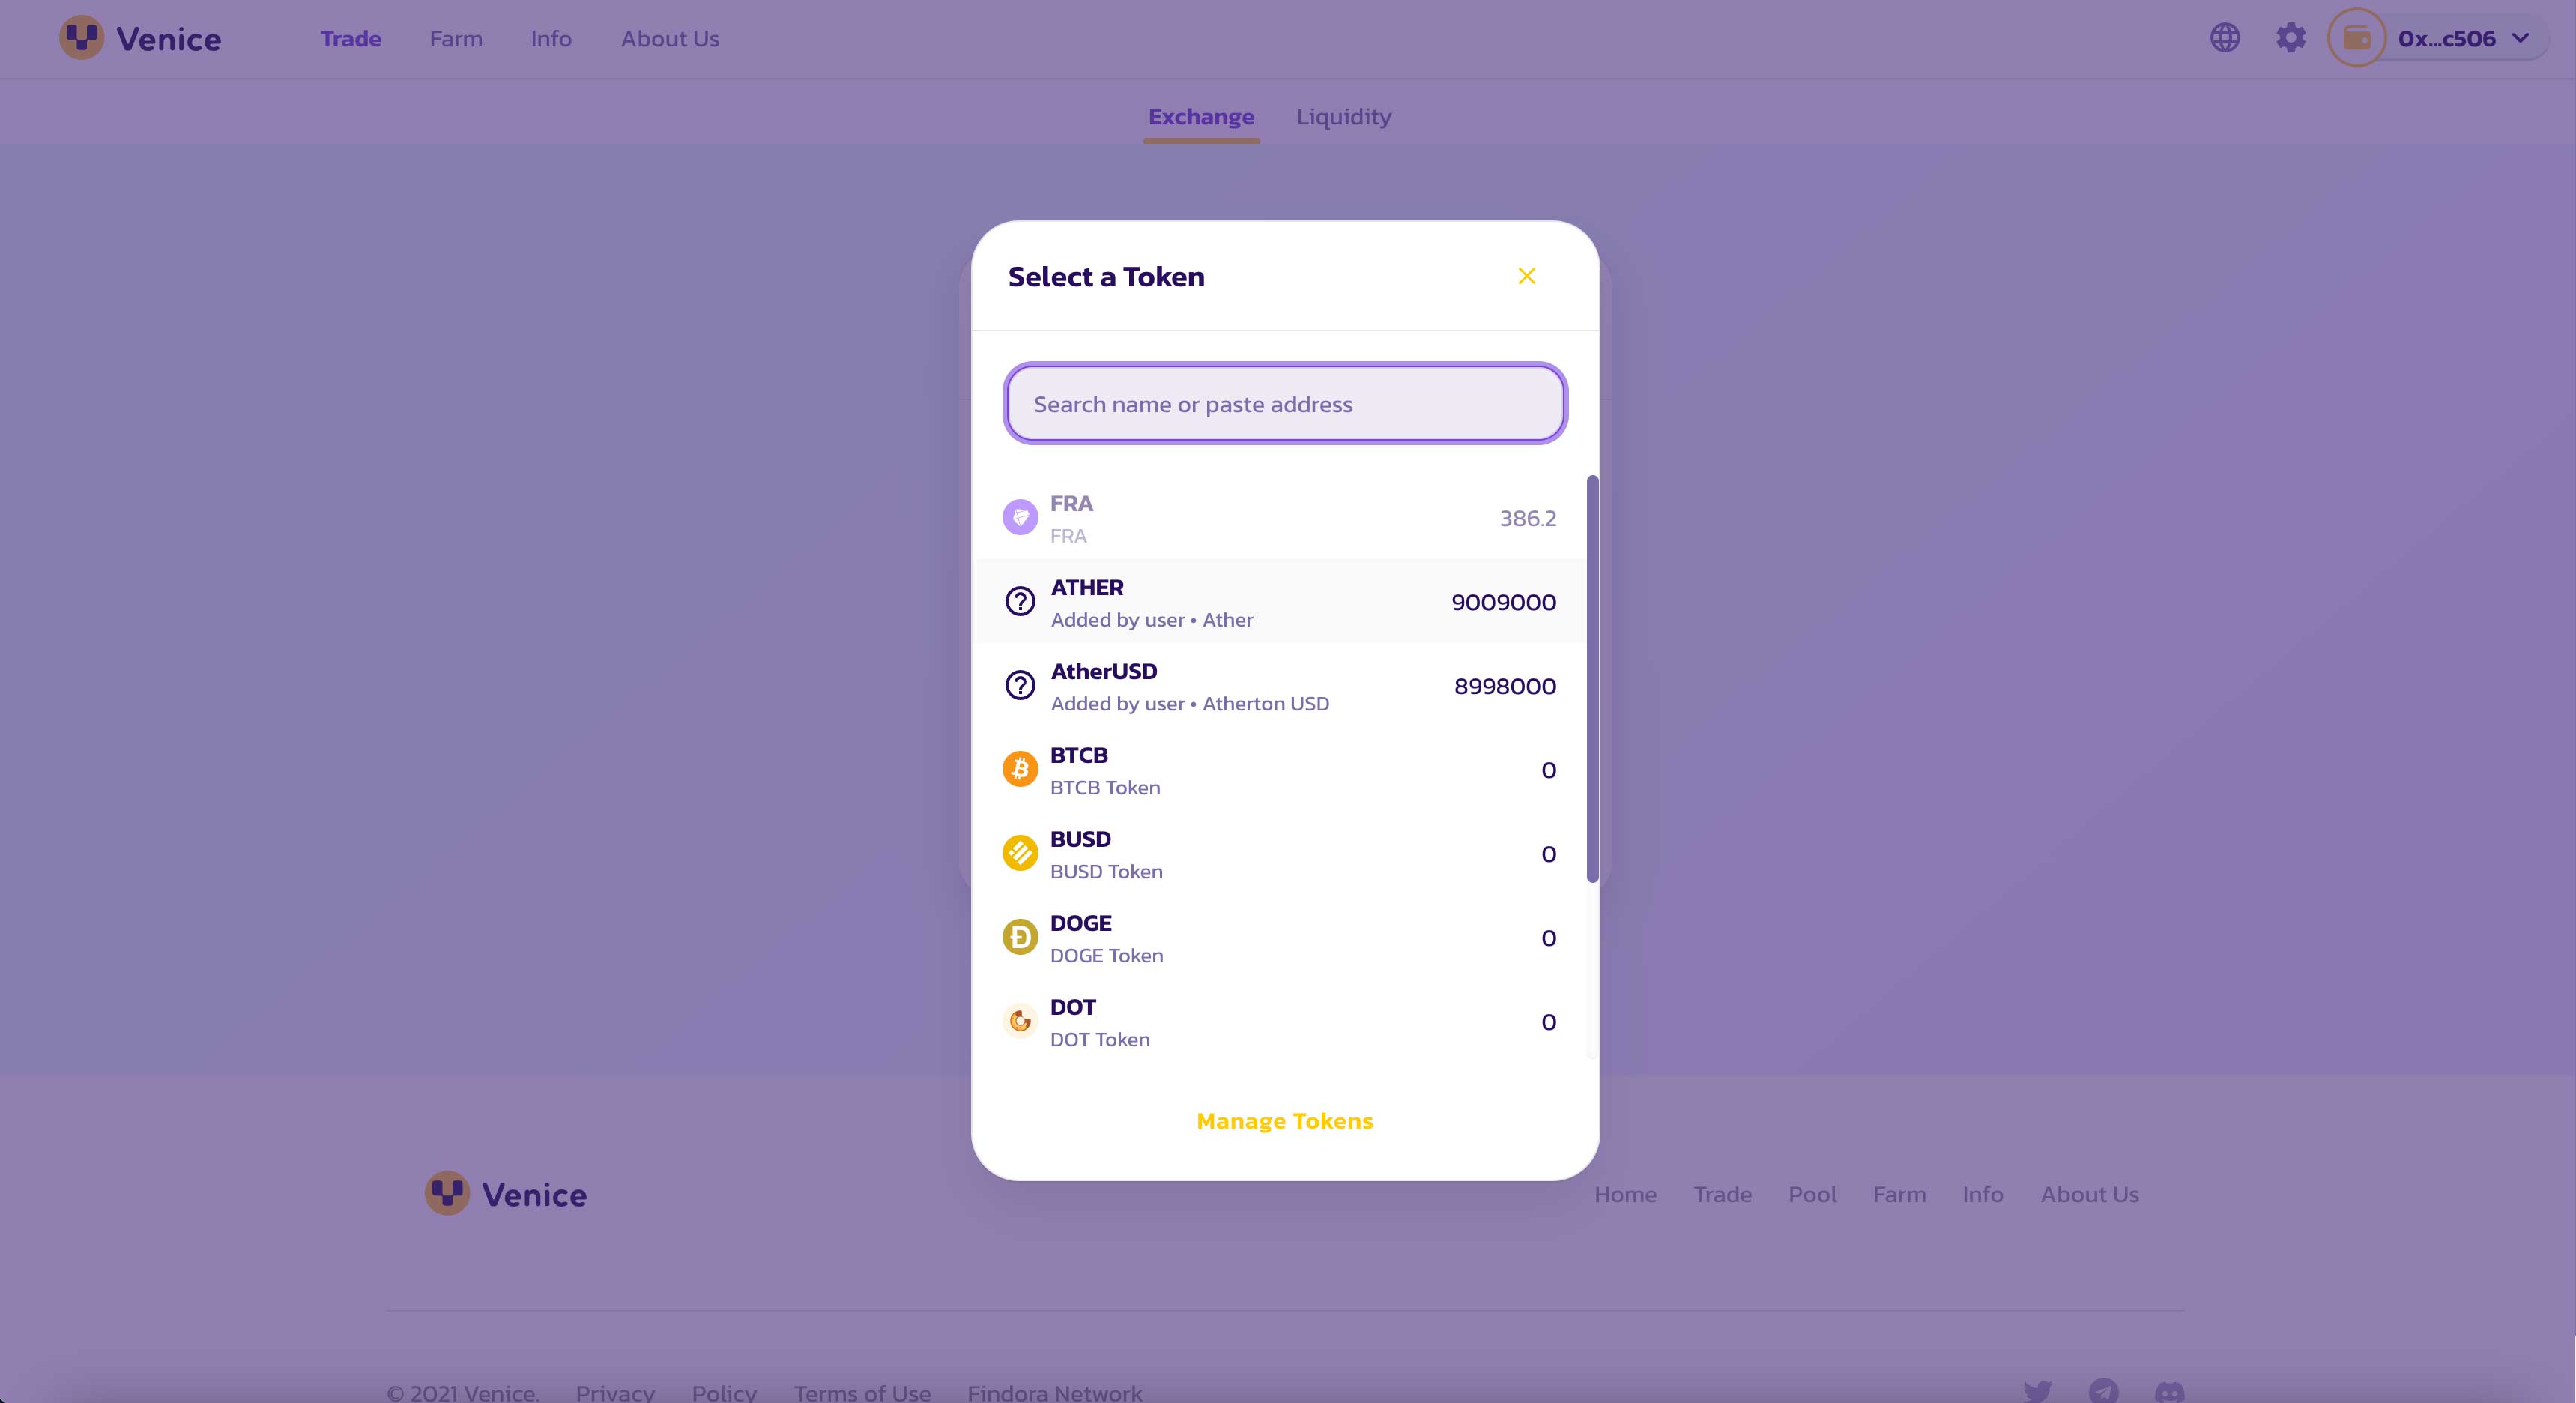 Venice Trade Farm Info About Us 0x...c506
Exchange Liquidity
Select a Token
Search name or paste address
FRA
FRA
386.2
ATHER
Added by user • Ather
9009000
AtherUSD
Added by user • Atherton USD
8998000
BTCB
BTCB Token
0
BUSD
BUSD Token
0
DOGE
DOGE Token
0
DOT
DOT Token
0
Manage Tokens
Venice Home Trade Pool Farm Info About Us
© 2021 Venice. Privacy Policy Terms of Use Findora Network